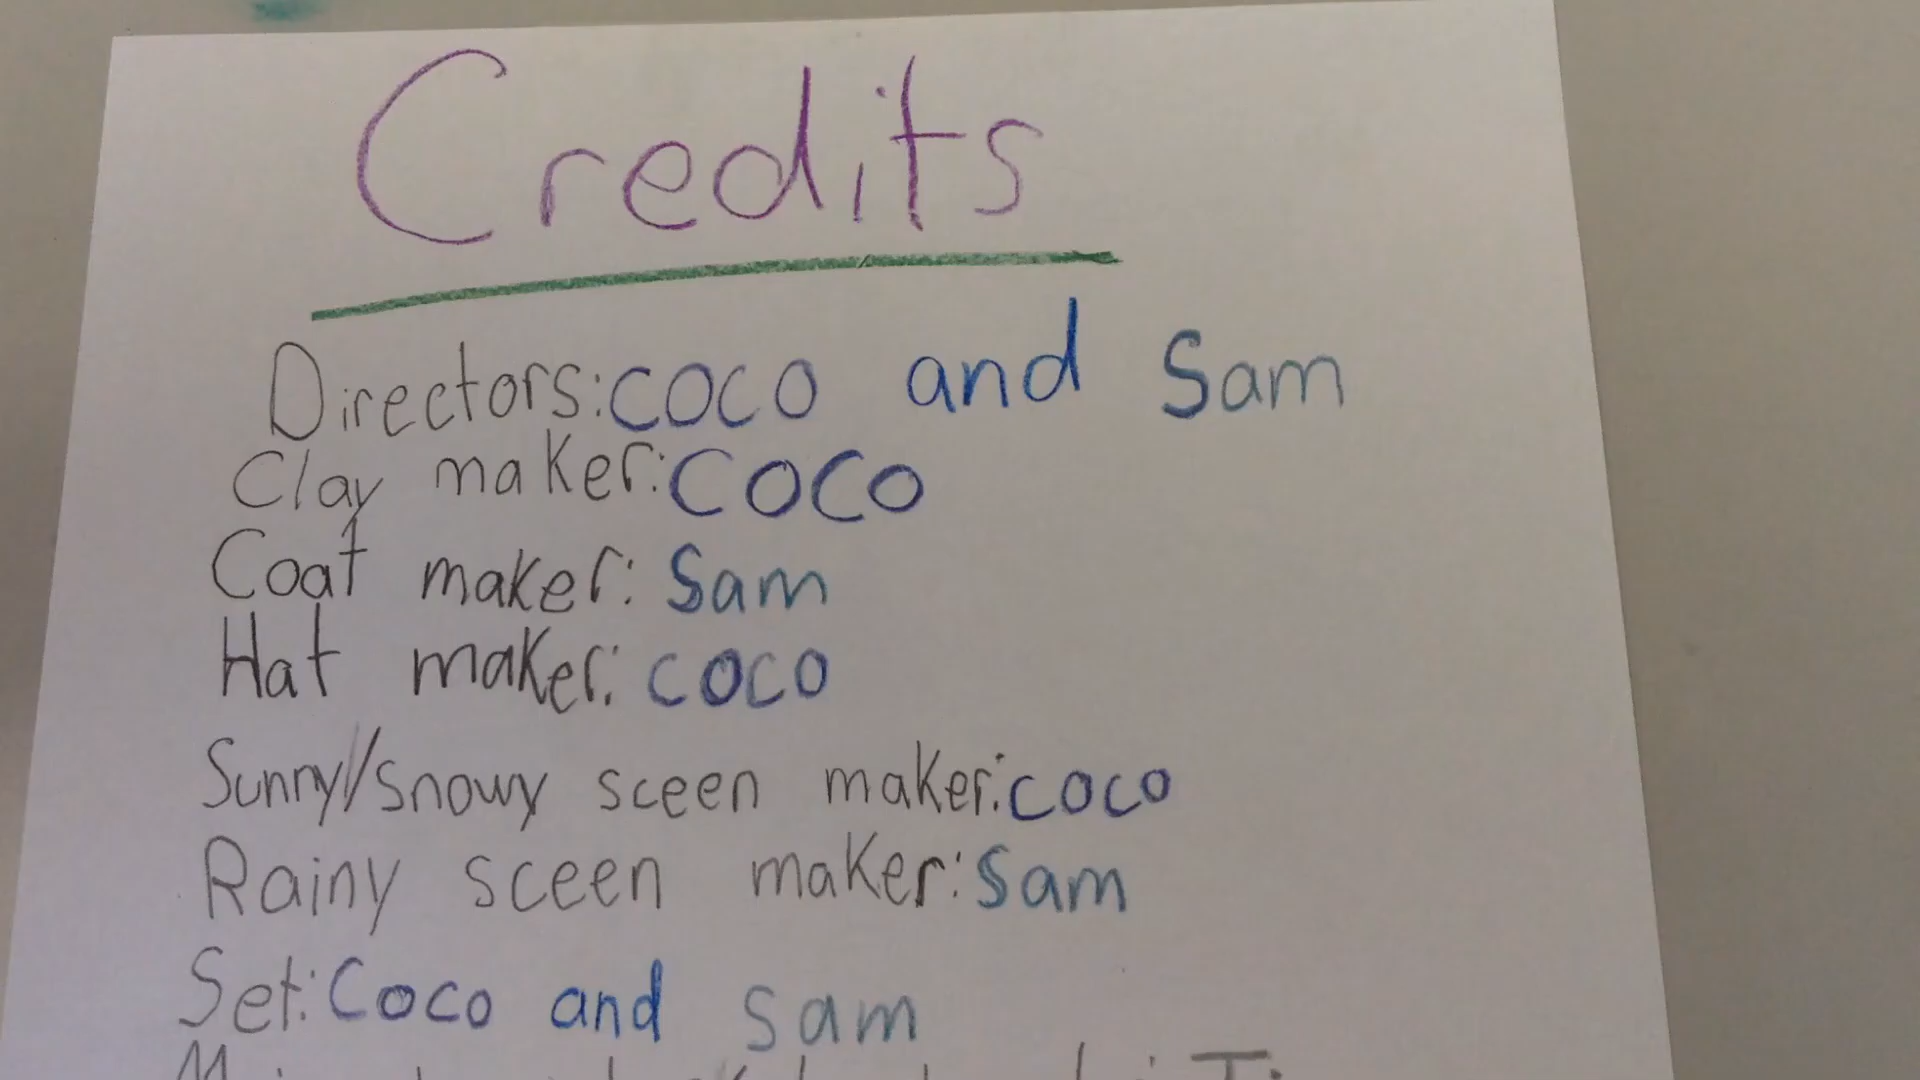 Credits
Directors:coco and Sam
Clay maker:COCO
Coat maker: Sam
Hat maker: coco
Sunny/snowy sceen maker:coco
Rainy sceen maker:Sam
Set:Coco and Sam